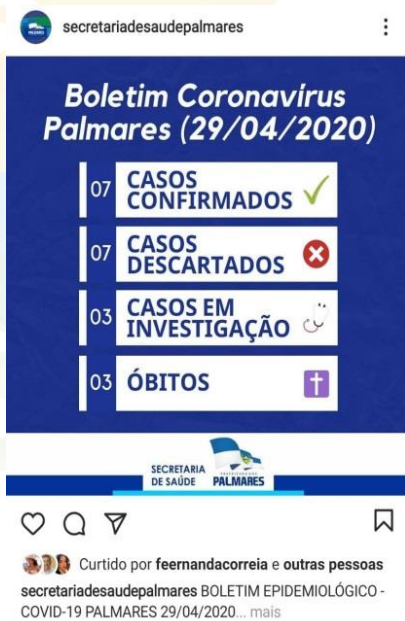 secretariadesaudepalmares
Boletim Coronavírus
Palmares (29/04/2020)
07 CASOS
CONFIRMADOS
07 CASOS
DESCARTADOS
03 CASOS EM
INVESTIGAÇÃO
03 ÓBITOS
SECRETARIA
DE SAÚDE
PALMARES
Curtido por feernandacorreia e outras pessoas
secretariadesaudepalmares BOLETIM EPIDEMIOLÓGICO -
COVID-19 PALMARES 29/04/2020... mais